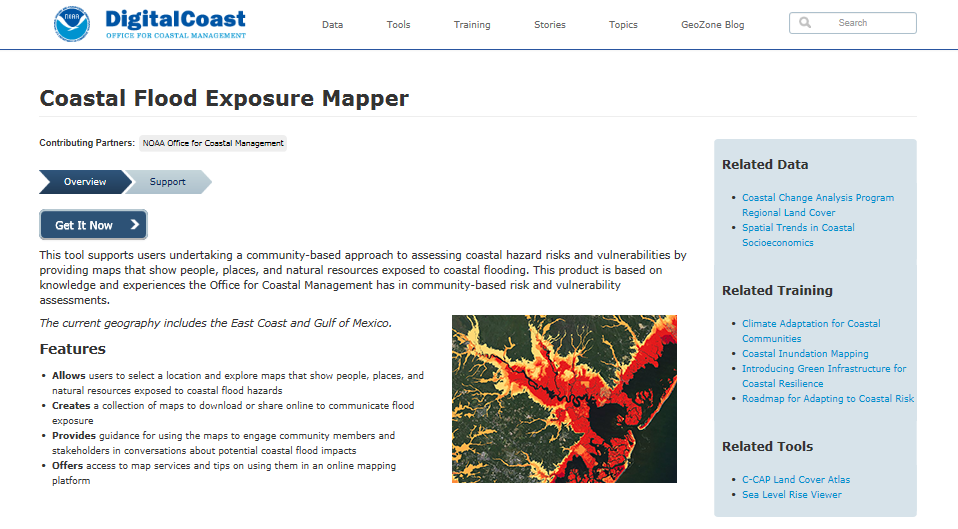 NOAA
DigitalCoast
OFFICE FOR COASTAL MANAGEMENT
Data
Tools
Training
Stories
Topics
GeoZone Blog
Search
Coastal Flood Exposure Mapper
Contributing Partners: NOAA Office for Coastal Management
Overview
Support
Get It Now
This tool supports users undertaking a community-based approach to assessing coastal hazard risks and vulnerabilities by
providing maps that show people, places, and natural resources exposed to coastal flooding. This product is based on
knowledge and experiences the Office for Coastal Management has in community-based risk and vulnerability
assessments.
The current geography includes the East Coast and Gulf of Mexico.
Features
• Allows users to select a location and explore maps that show people, places, and
natural resources exposed to coastal flood hazards
• Creates a collection of maps to download or share online to communicate flood
exposure
• Provides guidance for using the maps to engage community members and
stakeholders in conversations about potential coastal flood impacts
• Offers access to map services and tips on using them in an online mapping
platform
Related Data
• Coastal Change Analysis Program
Regional Land Cover
• Spatial Trends in Coastal
Socioeconomics
Related Training
• Climate Adaptation for Coastal
Communities
• Coastal Inundation Mapping
• Introducing Green Infrastructure for
Coastal Resilience
• Roadmap for Adapting to Coastal Risk
Related Tools
• C-CAP Land Cover Atlas
• Sea Level Rise Viewer